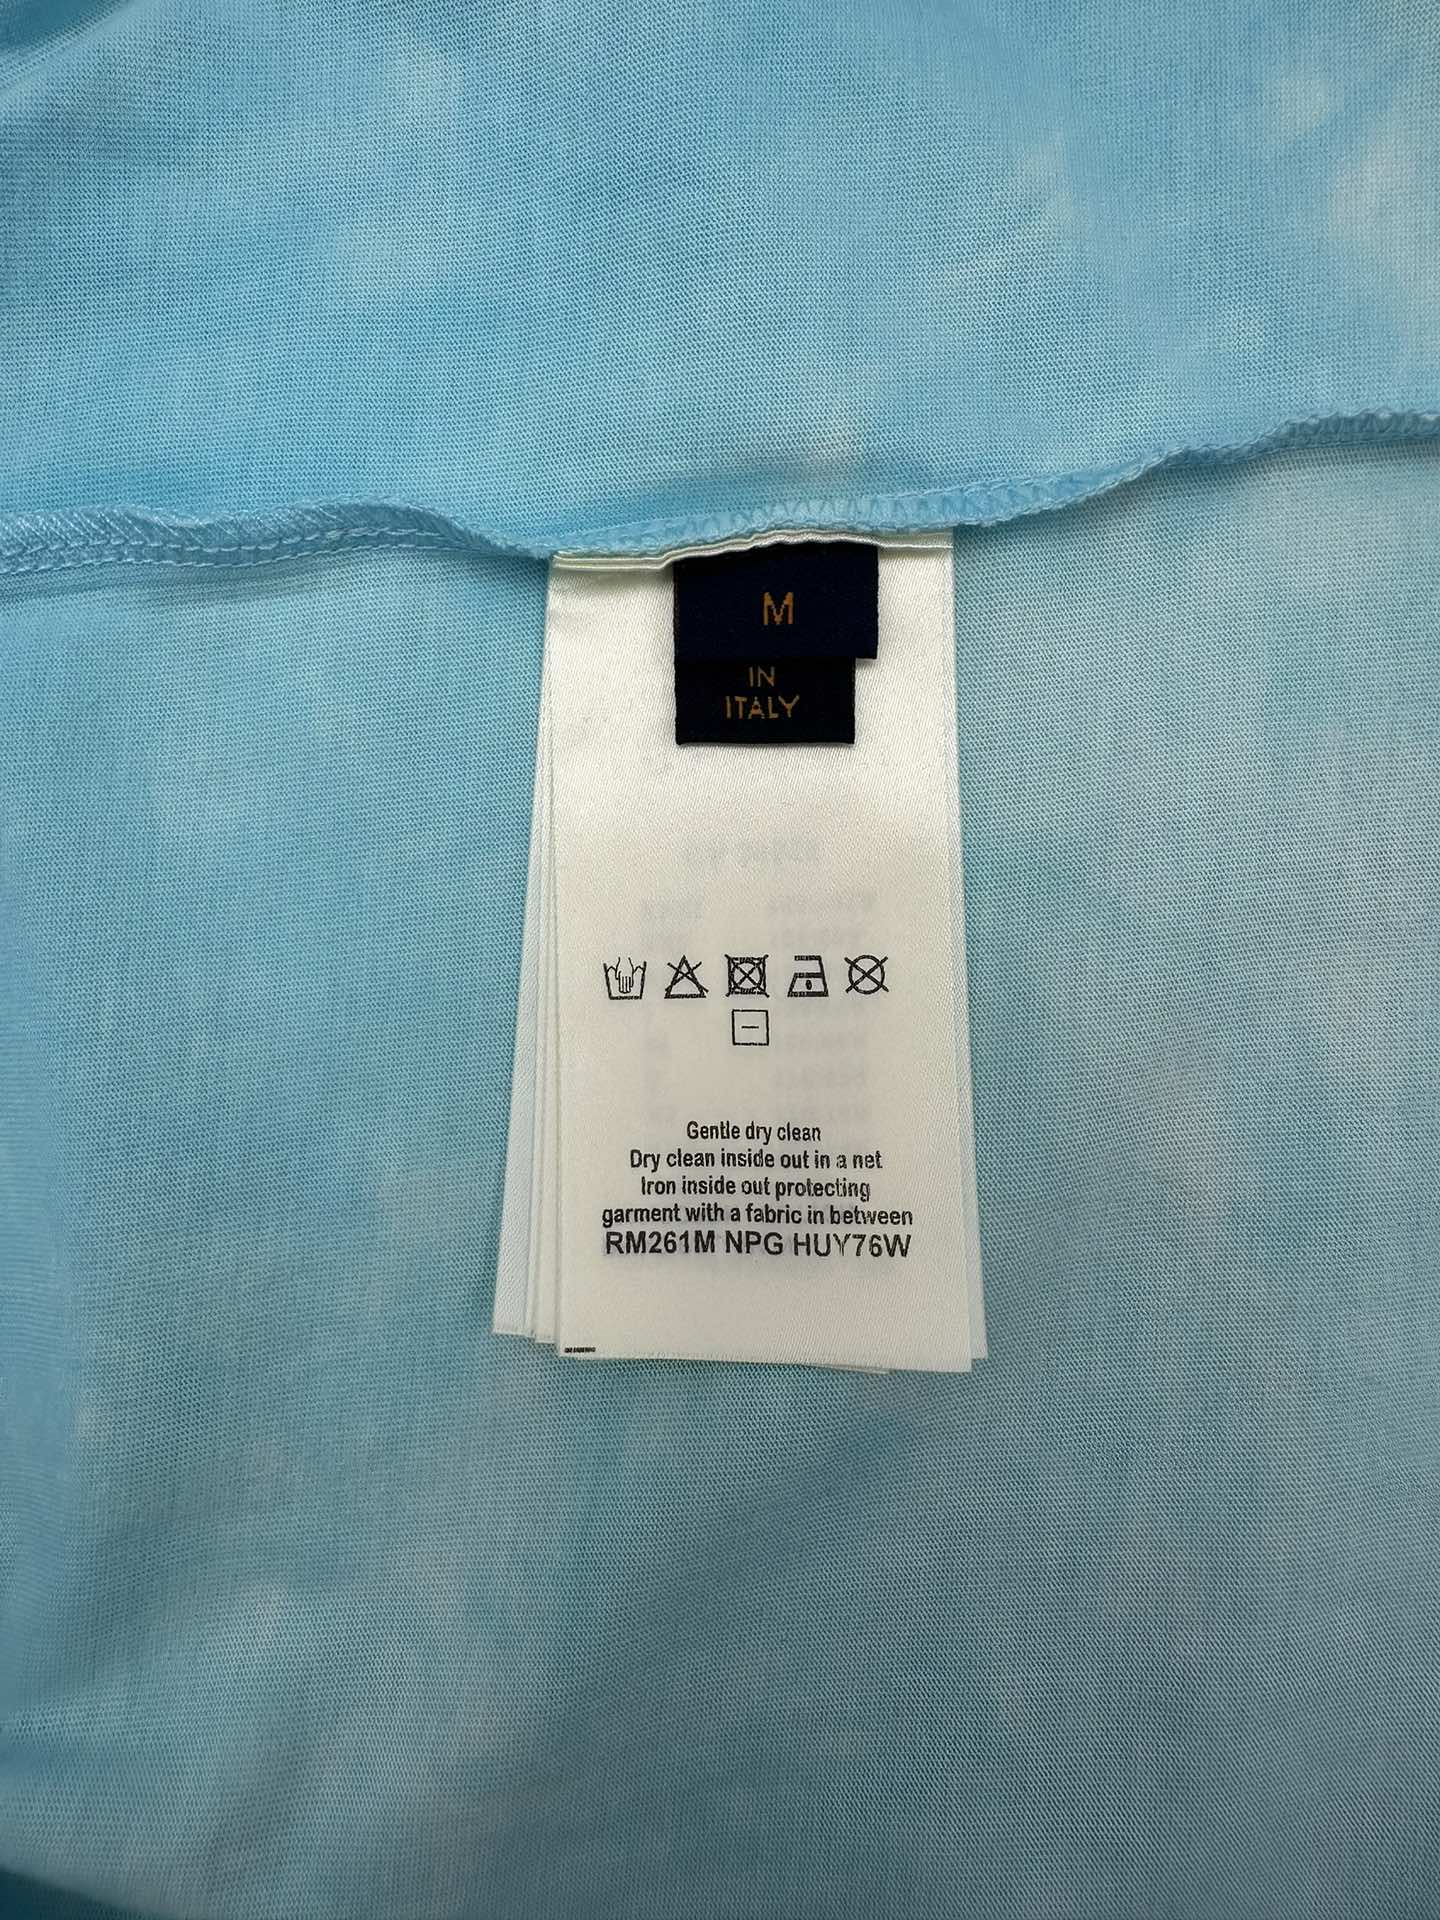 M
IN
ITALY
Gentle dry clean
Dry clean inside out in a net
Iron inside out protecting
garment with a fabric in between
RM261M NPG HUY76W